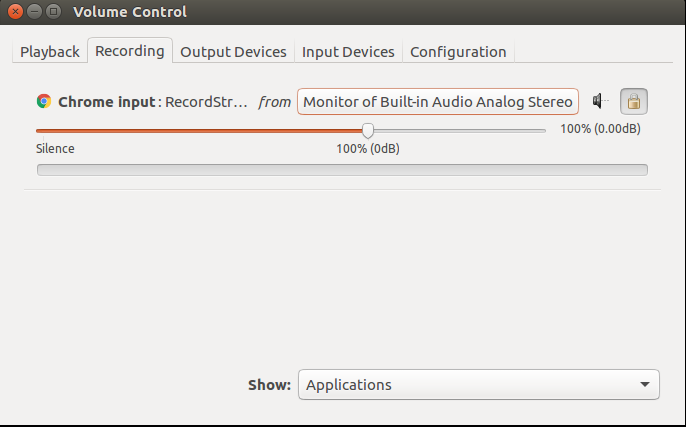 Volume Control
Playback Recording Output Devices Input Devices Configuration
Chrome input : RecordStr... from Monitor of Built-in Audio Analog Stereo
100% (0.00dB)
Silence 100% (0dB)
Show: Applications